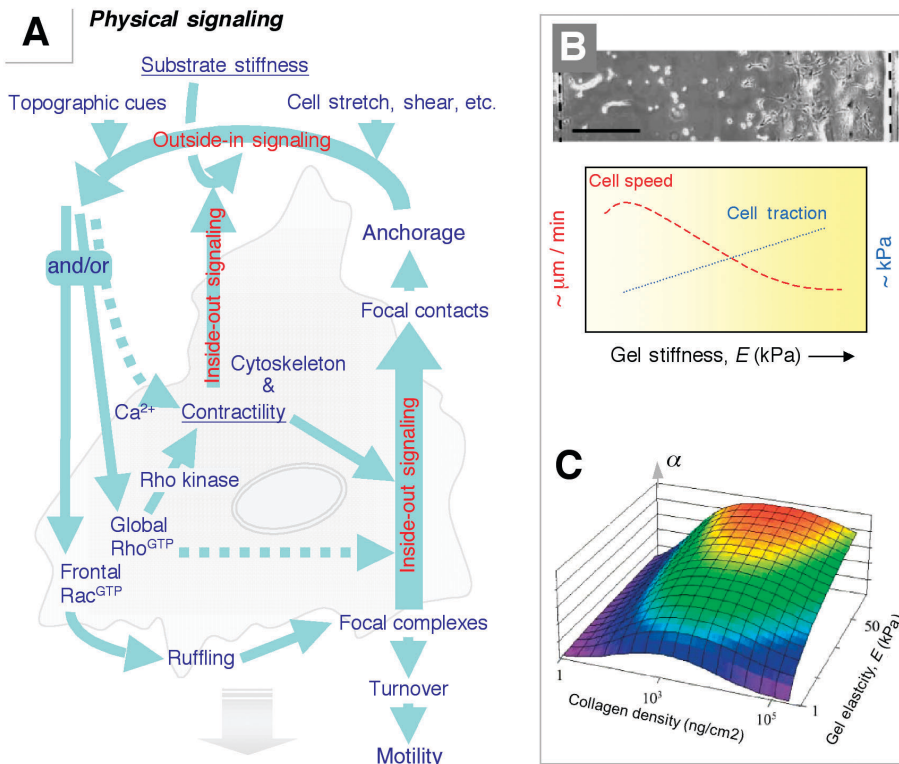 A
Physical signaling
Substrate stiffness
Topographic cues
Cell stretch, shear, etc.
Outside-in signaling
and/or
Inside-out signaling
Anchorage
Focal contacts
Cytoskeleton
&
Contractility
Ca2+
Rho kinase
Inside-out signaling
Global
RhoGTP
Frontal
RacGTP
Ruffling
Focal complexes
Turnover
Motility
B
Cell speed
Cell traction
~ μm / min
~ kPa
Gel stiffness, E (kPa)
C
α
50
1
1
10³
10⁵
Collagen density (ng/cm2)
Gel elastcity, E (kPa)